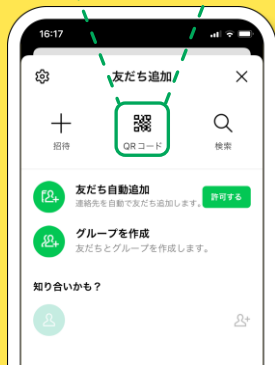 16:17
友だち追加
招待
QRコード
検索
友だち自動追加
連絡先を自動で友だち追加します。
許可する
グループを作成
友だちとグループを作成します。
知り合いかも？